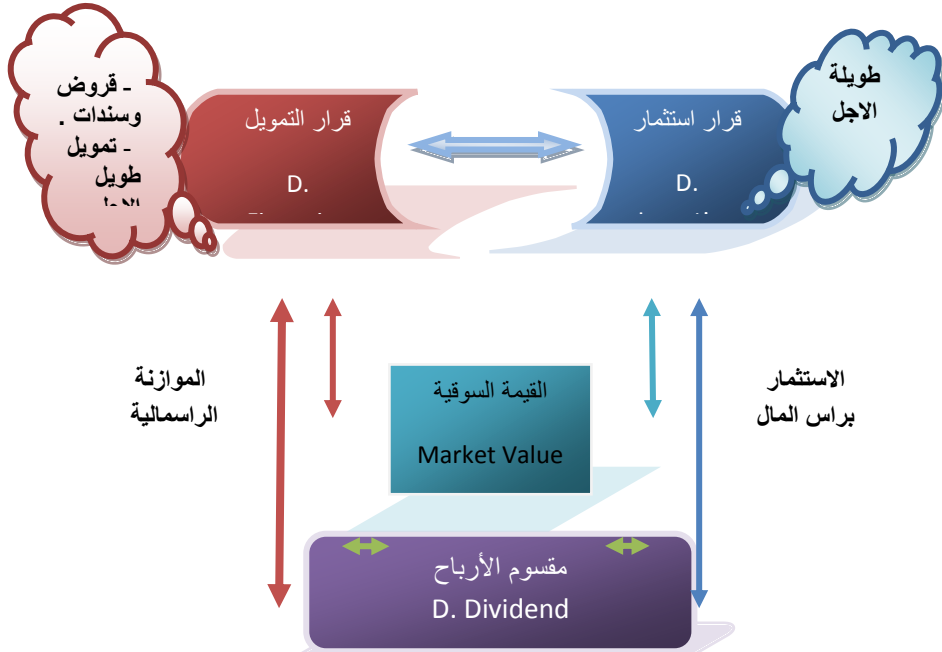 طويلة
الاجل
قرار استثمار
D.
قرار التمويل
D.
- قروض
وسندات .
- تمويل
طويل
الاستثمار
براس المال
القيمة السوقية
Market Value
الموازنة
الراسمالية
مقسوم الأرباح
D. Dividend